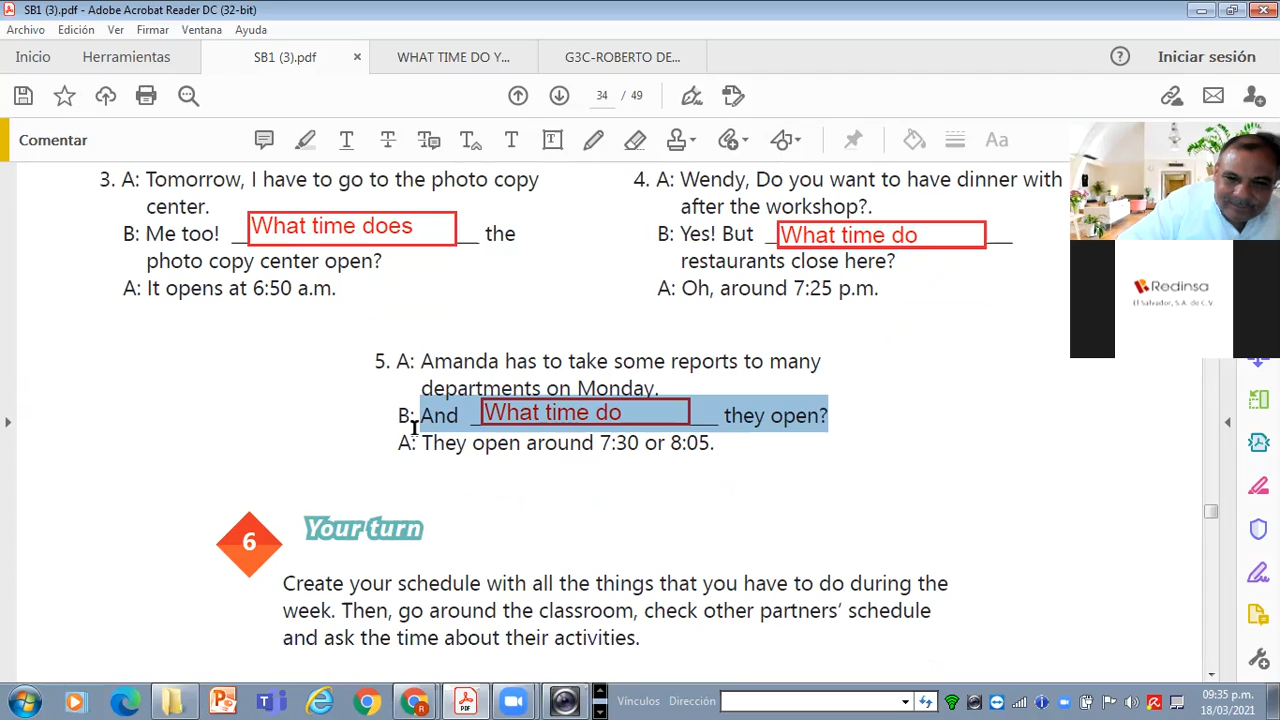 SB1 (3).pdf - Adobe Acrobat Reader DC (32-bit)
Archivo Edición Ver Firmar Ventana Ayuda
Inicio Herramientas SB1 (3).pdf × WHAT TIME DO Y... G3C-ROBERTO DE... ? Iniciar sesión
34 / 49
Comentar
3. A: Tomorrow, I have to go to the photo copy
center.
B: Me too! What time does the
photo copy center open?
A: It opens at 6:50 a.m.
4. A: Wendy, Do you want to have dinner with
after the workshop?.
B: Yes! But What time do
restaurants close here?
A: Oh, around 7:25 p.m.
Redinsa
El Salvador, S.A. de C.V.
5. A: Amanda has to take some reports to many
departments on Monday.
B: And What time do they open?
A: They open around 7:30 or 8:05.
6 Your turn
Create your schedule with all the things that you have to do during the
week. Then, go around the classroom, check other partners' schedule
and ask the time about their activities.
Vínculos Dirección
09:35 p.m.
18/03/2021